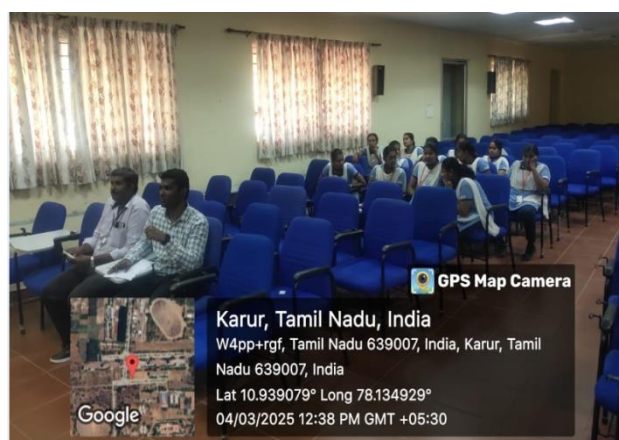 GPS Map Camera
Karur, Tamil Nadu, India
W4pp+rgf, Tamil Nadu 639007, India, Karur, Tamil
Nadu 639007, India
Lat 10.939079° Long 78.134929°
04/03/2025 12:38 PM GMT +05:30
Google